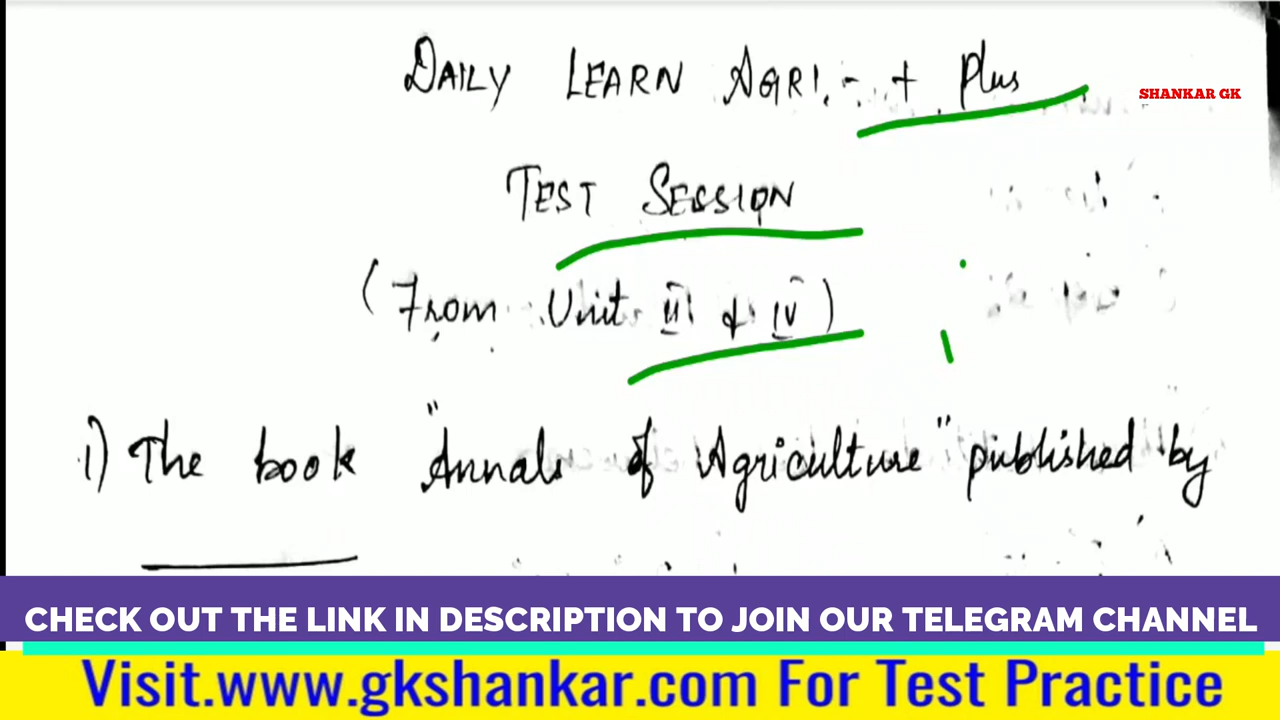 DAILY LEARN AGRI. - + Plus
SHANKAR GK
TEST SESSION
(From Unit III & IV)
1) The book "Annals of Agriculture" published by
CHECK OUT THE LINK IN DESCRIPTION TO JOIN OUR TELEGRAM CHANNEL
Visit.www.gkshankar.com For Test Practice